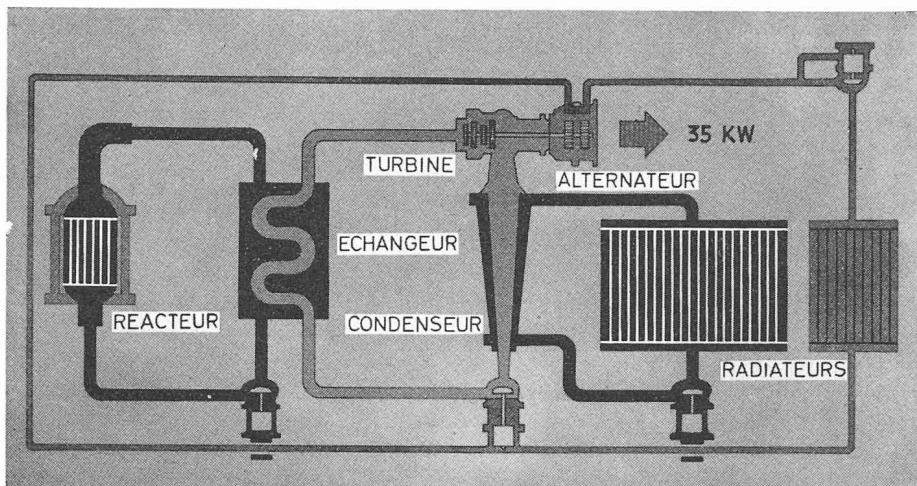 35 KW
TURBINE
ALTERNATEUR
ECHANGEUR
REACTEUR
CONDENSEUR
RADIATEURS